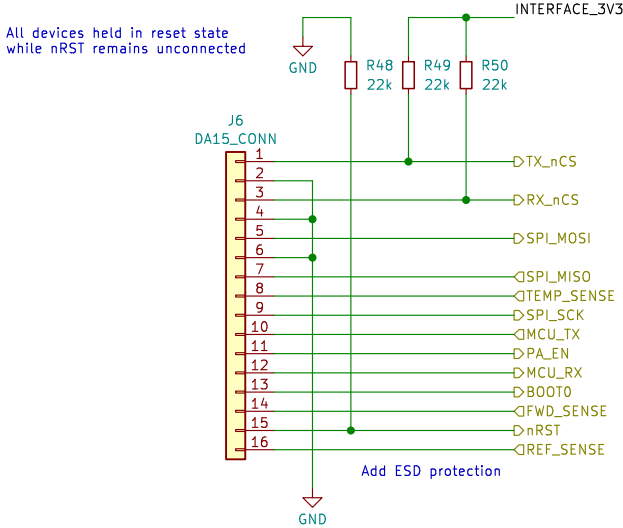 INTERFACE_3V3
All devices held in reset state
while nRST remains unconnected
GND
R48
22k
R49
22k
R50
22k
J6
DA15_CONN
1
TX_nCS
2
3
RX_nCS
4
5
SPI_MOSI
6
7
SPI_MISO
8
TEMP_SENSE
9
SPI_SCK
10
MCU_TX
11
PA_EN
12
MCU_RX
13
BOOT0
14
FWD_SENSE
15
nRST
16
REF_SENSE
Add ESD protection
GND